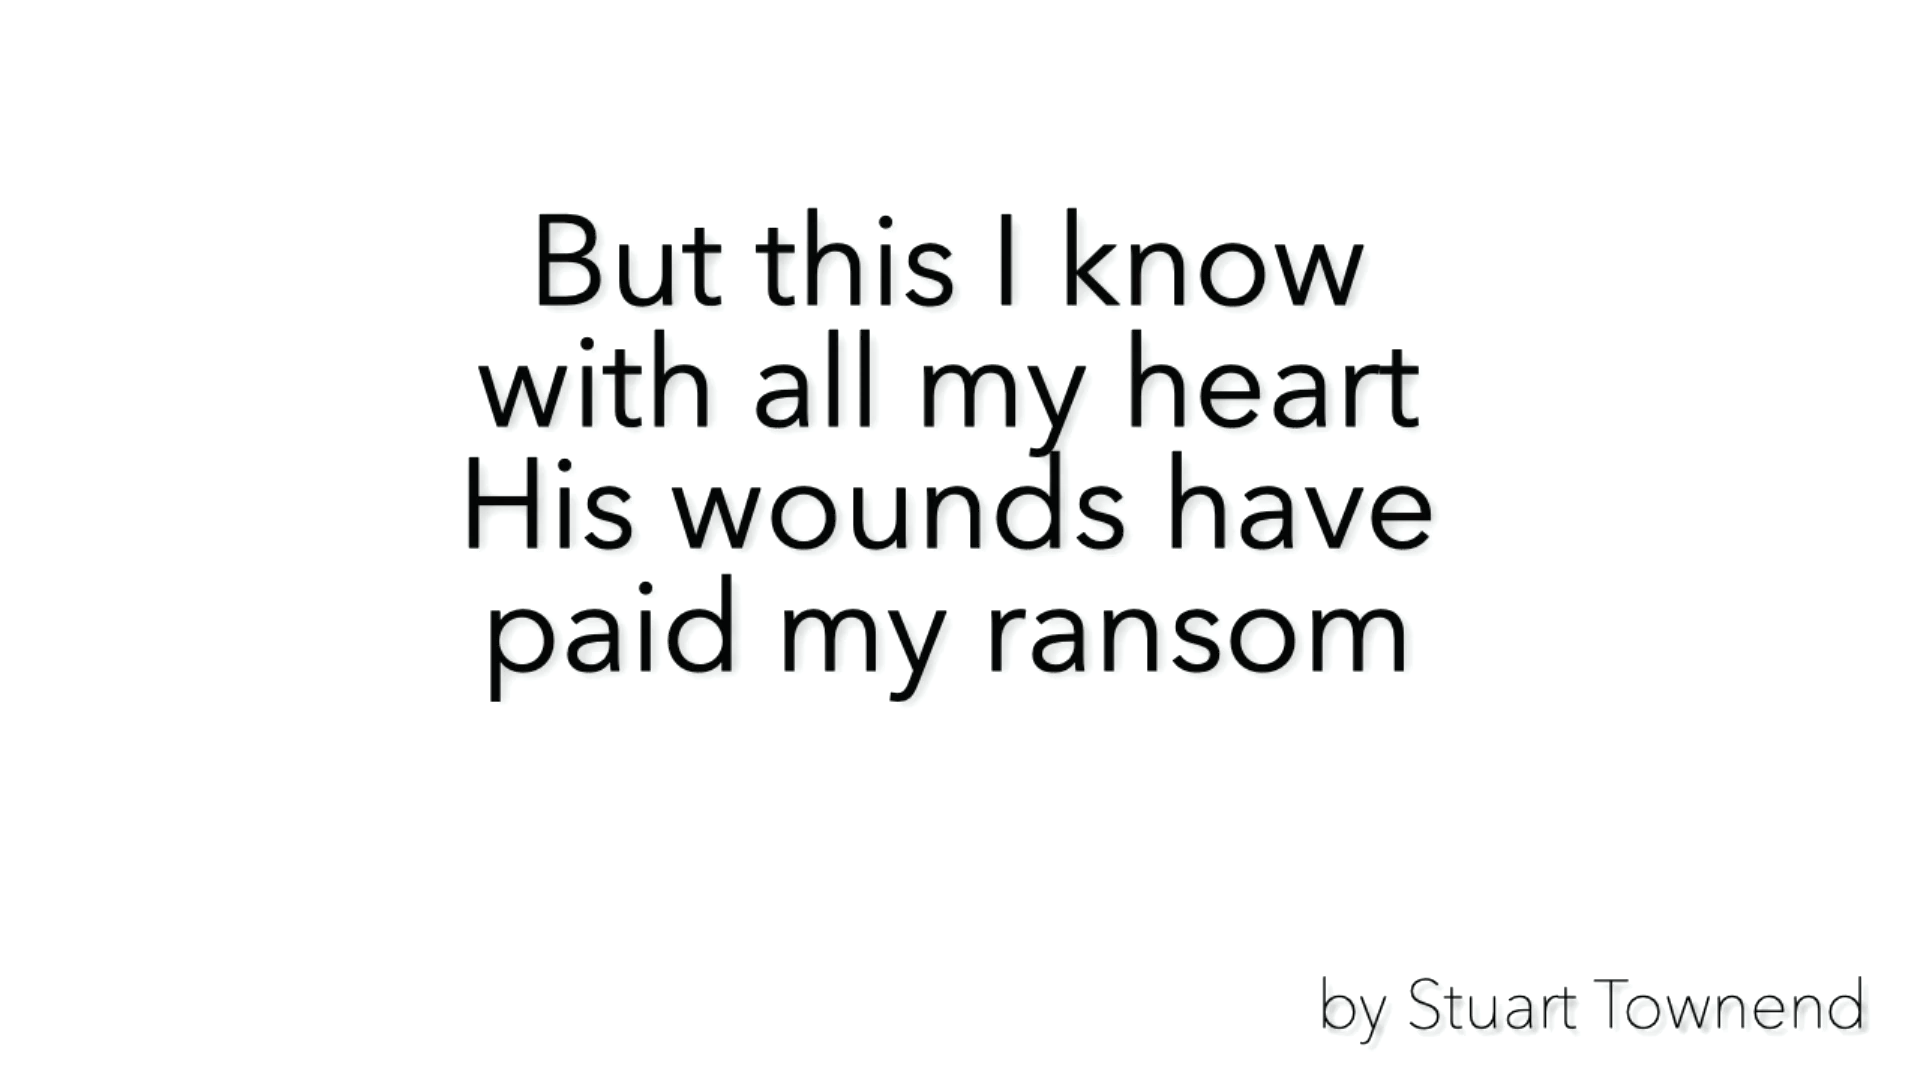 But this I know
with all my heart
His wounds have
paid my ransom
by Stuart Townend